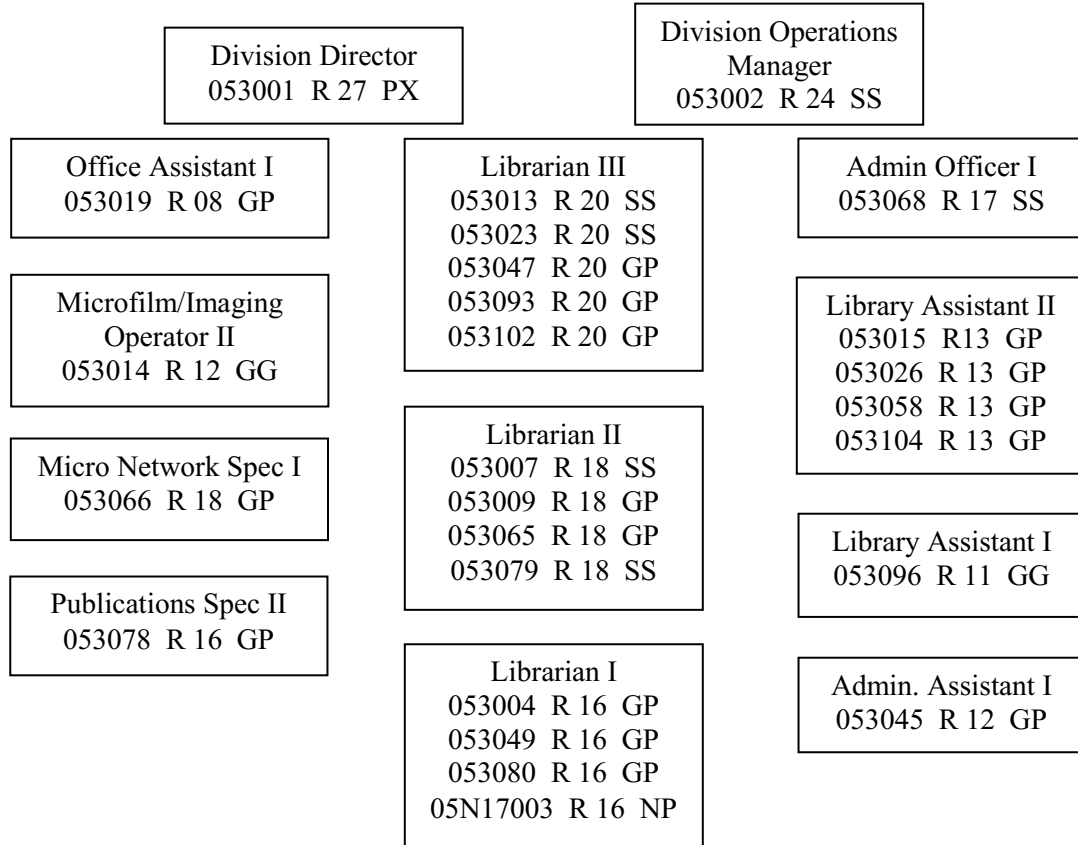 Division Director
053001 R 27 PX
Division Operations
Manager
053002 R 24 SS
Office Assistant I
053019 R 08 GP
Microfilm/Imaging
Operator II
053014 R 12 GG
Micro Network Spec I
053066 R 18 GP
Publications Spec II
053078 R 16 GP
Librarian III
053013 R 20 SS
053023 R 20 SS
053047 R 20 GP
053093 R 20 GP
053102 R 20 GP
Librarian II
053007 R 18 SS
053009 R 18 GP
053065 R 18 GP
053079 R 18 SS
Librarian I
053004 R 16 GP
053049 R 16 GP
053080 R 16 GP
05N17003 R 16 NP
Admin Officer I
053068 R 17 SS
Library Assistant II
053015 R13 GP
053026 R 13 GP
053058 R 13 GP
053104 R 13 GP
Library Assistant I
053096 R 11 GG
Admin. Assistant I
053045 R 12 GP